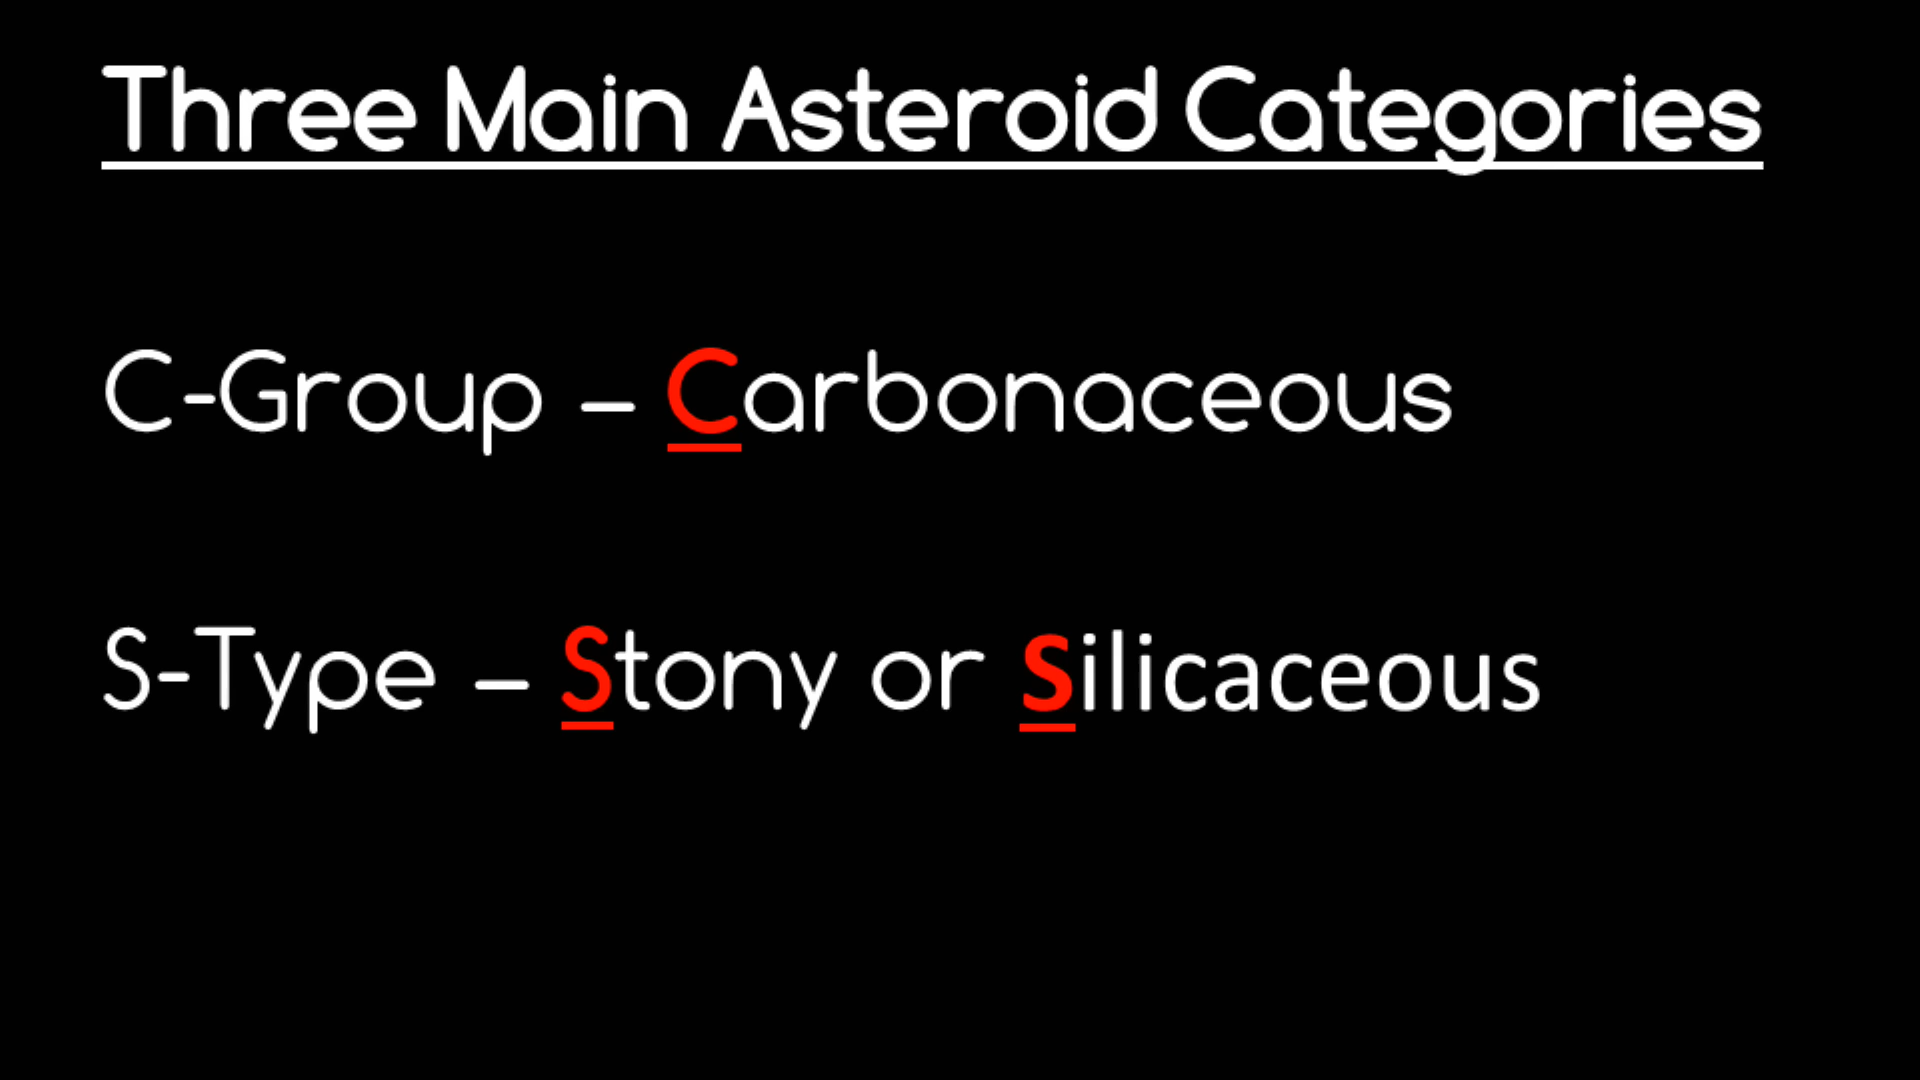 Three Main Asteroid Categories
C-Group – Carbonaceous
S-Type – Stony or Silicaceous